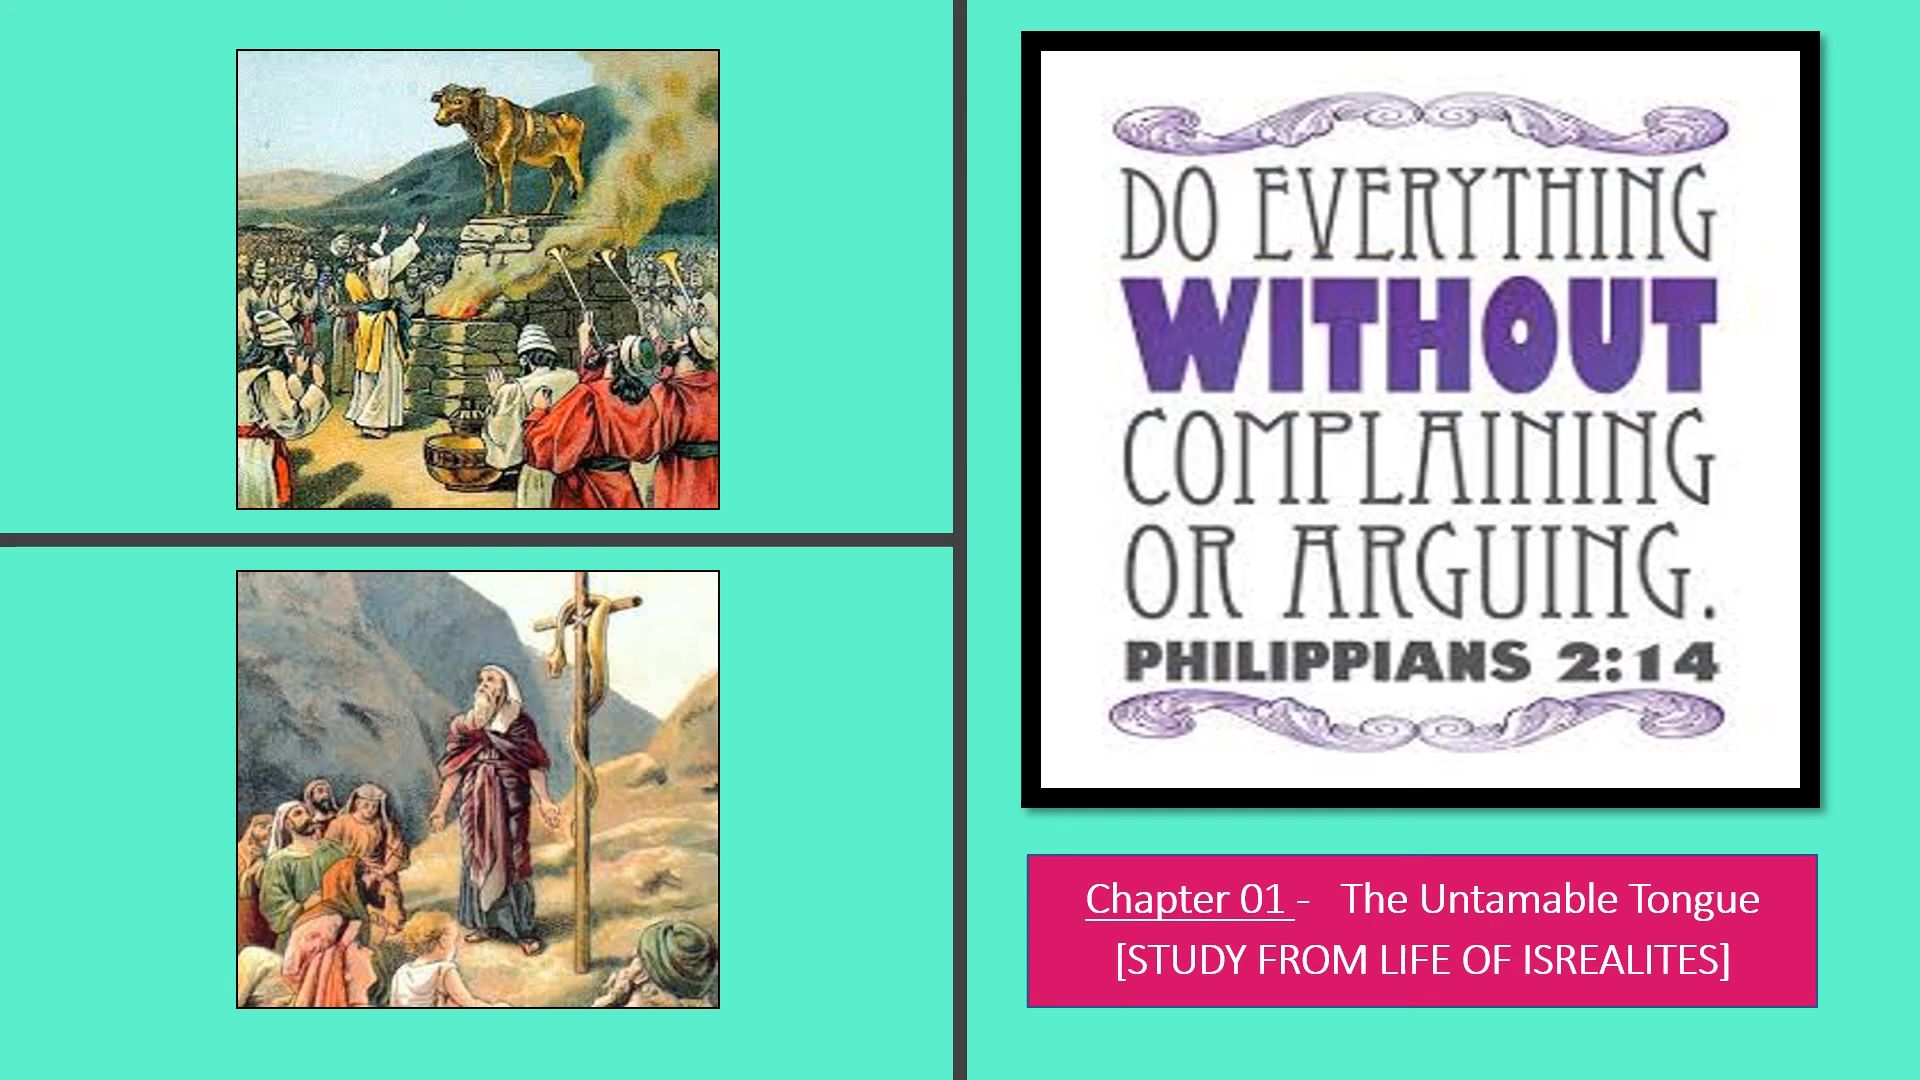 DO EVERYTHING
WITHOUT
COMPLAINING
OR ARGUING.
PHILIPPIANS 2:14
Chapter 01 - The Untamable Tongue
[STUDY FROM LIFE OF ISREALITES]